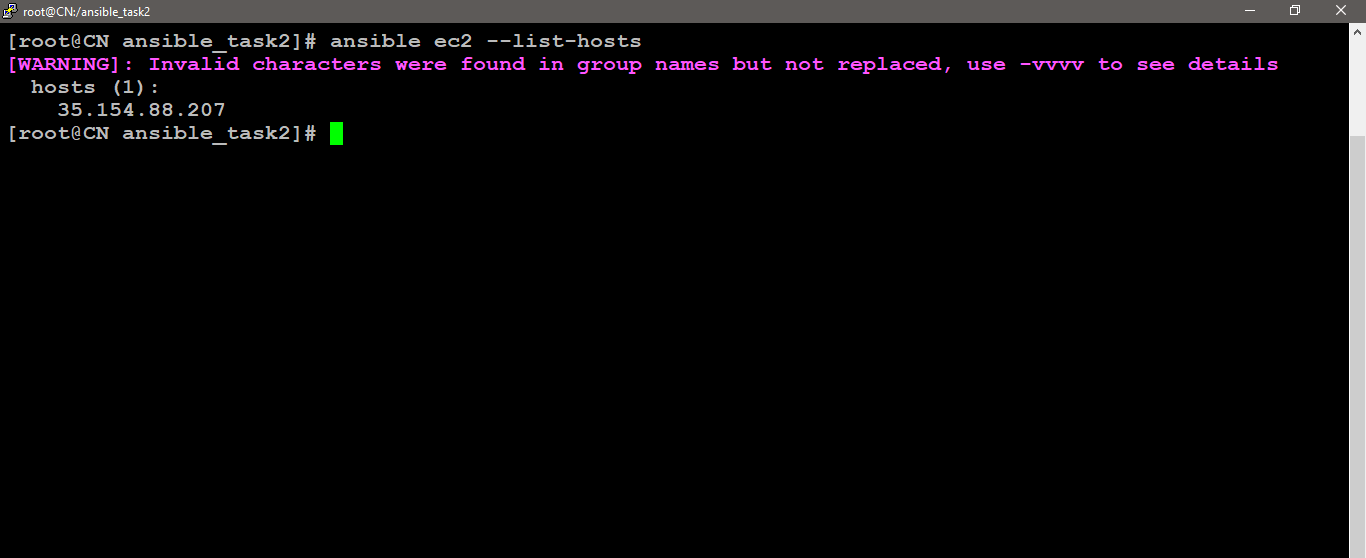 root@CN:/ansible_task2
[root@CN ansible_task2]# ansible ec2 --list-hosts
[WARNING]: Invalid characters were found in group names but not replaced, use -vvvv to see details
  hosts (1):
    35.154.88.207
[root@CN ansible_task2]#